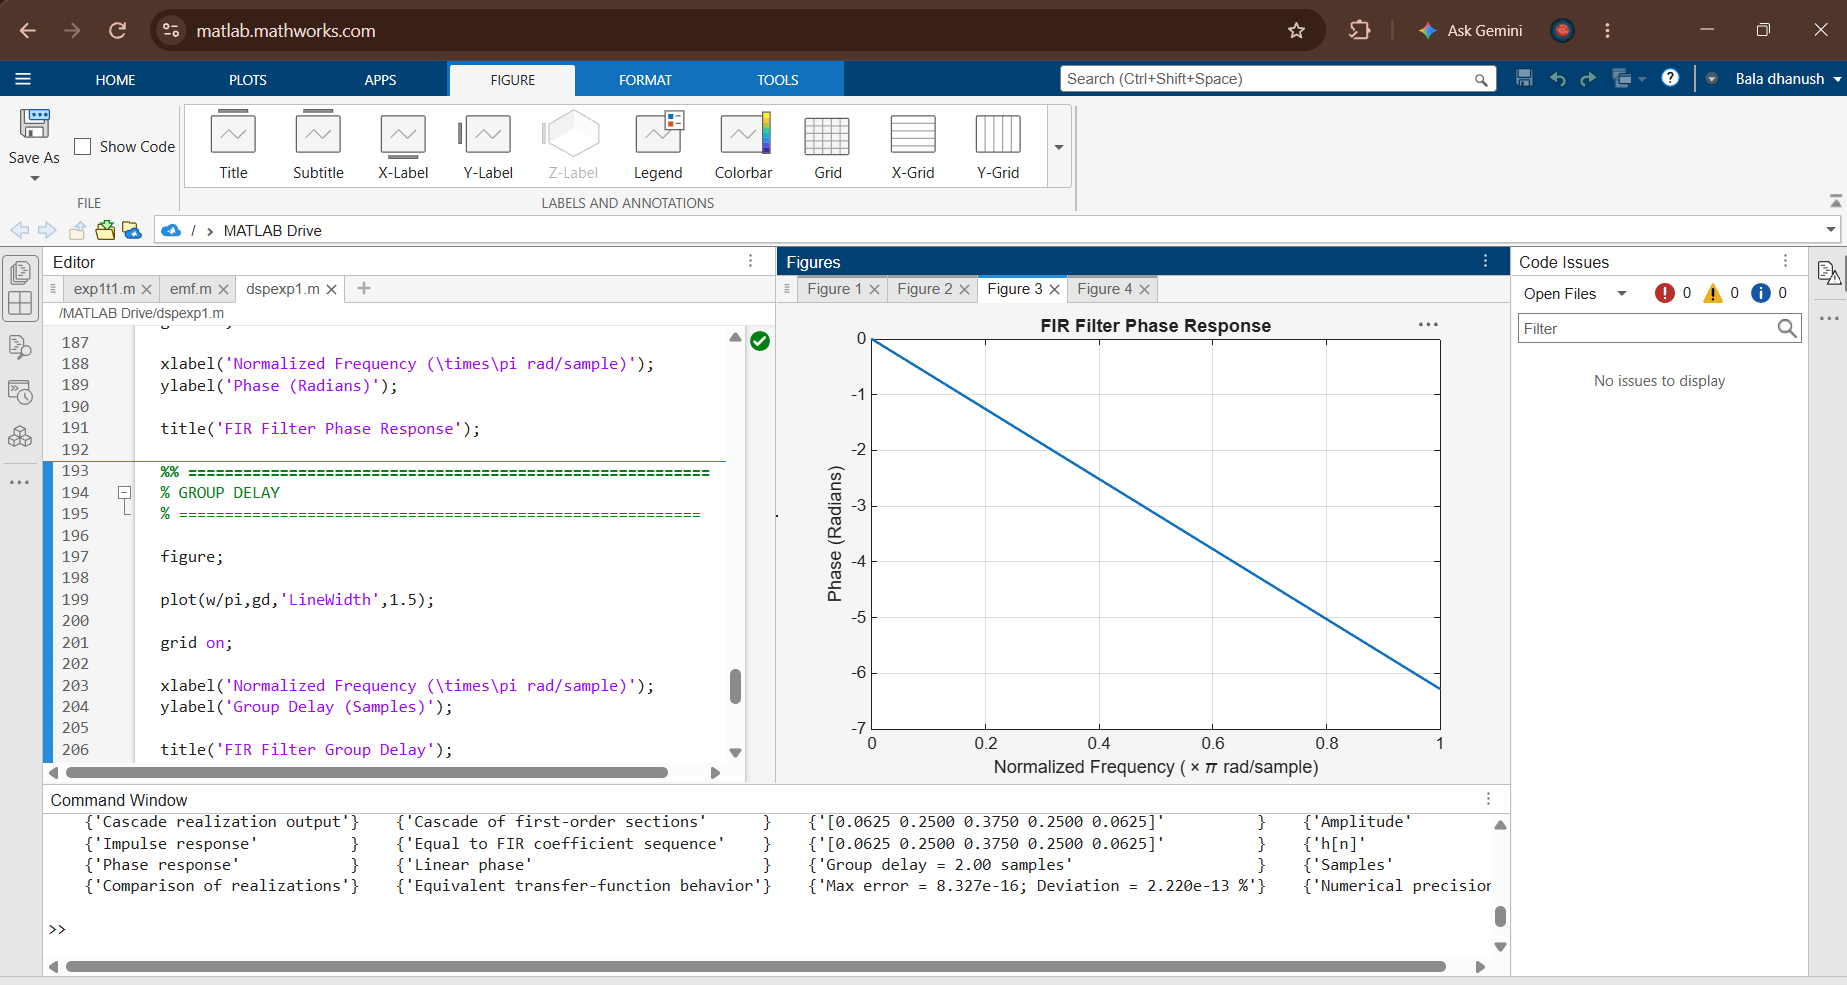 matlab.mathworks.com
Ask Gemini
HOME PLOTS APPS FIGURE FORMAT TOOLS
Search (Ctrl+Shift+Space)
Bala dhanush
Save As
Show Code
Title Subtitle X-Label Y-Label Z-Label Legend Colorbar Grid X-Grid Y-Grid
FILE LABELS AND ANNOTATIONS
/ › MATLAB Drive
Editor
exp1t1.m emf.m dspexp1.m
/MATLAB Drive/dspexp1.m
187
188 xlabel('Normalized Frequency (\times\pi rad/sample)');
189 ylabel('Phase (Radians)');
190
191 title('FIR Filter Phase Response');
192
193 %% ==========================================================
194 % GROUP DELAY
195 % ==========================================================
196
197 figure;
198
199 plot(w/pi,gd,'LineWidth',1.5);
200
201 grid on;
202
203 xlabel('Normalized Frequency (\times\pi rad/sample)');
204 ylabel('Group Delay (Samples)');
205
206 title('FIR Filter Group Delay');
Figures
Figure 1 Figure 2 Figure 3 Figure 4
FIR Filter Phase Response
0
-1
-2
-3
-4
-5
-6
-7
Phase (Radians)
0 0.2 0.4 0.6 0.8 1
Normalized Frequency ( × π rad/sample)
Code Issues
Open Files 0 0 0
Filter
No issues to display
Command Window
{'Cascade realization output'} {'Cascade of first-order sections' } {'[0.0625 0.2500 0.3750 0.2500 0.0625]' } {'Amplitude'
{'Impulse response' } {'Equal to FIR coefficient sequence' } {'[0.0625 0.2500 0.3750 0.2500 0.0625]' } {'h[n]'
{'Phase response' } {'Linear phase' } {'Group delay = 2.00 samples' } {'Samples'
{'Comparison of realizations'} {'Equivalent transfer-function behavior'} {'Max error = 8.327e-16; Deviation = 2.220e-13 %'} {'Numerical precision
>>